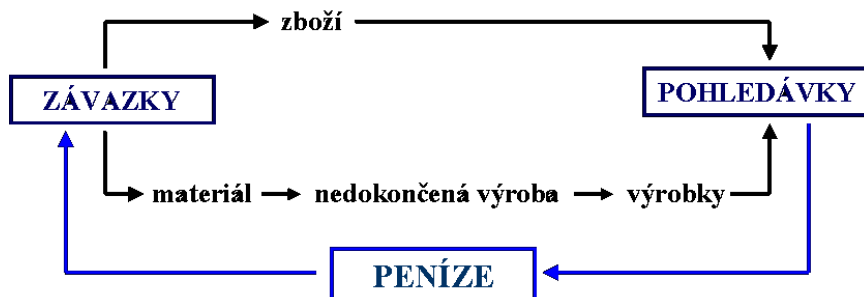 zboží
ZÁVAZKY
POHLEDÁVKY
materiál
nedokončená výroba
výrobky
PENÍZE